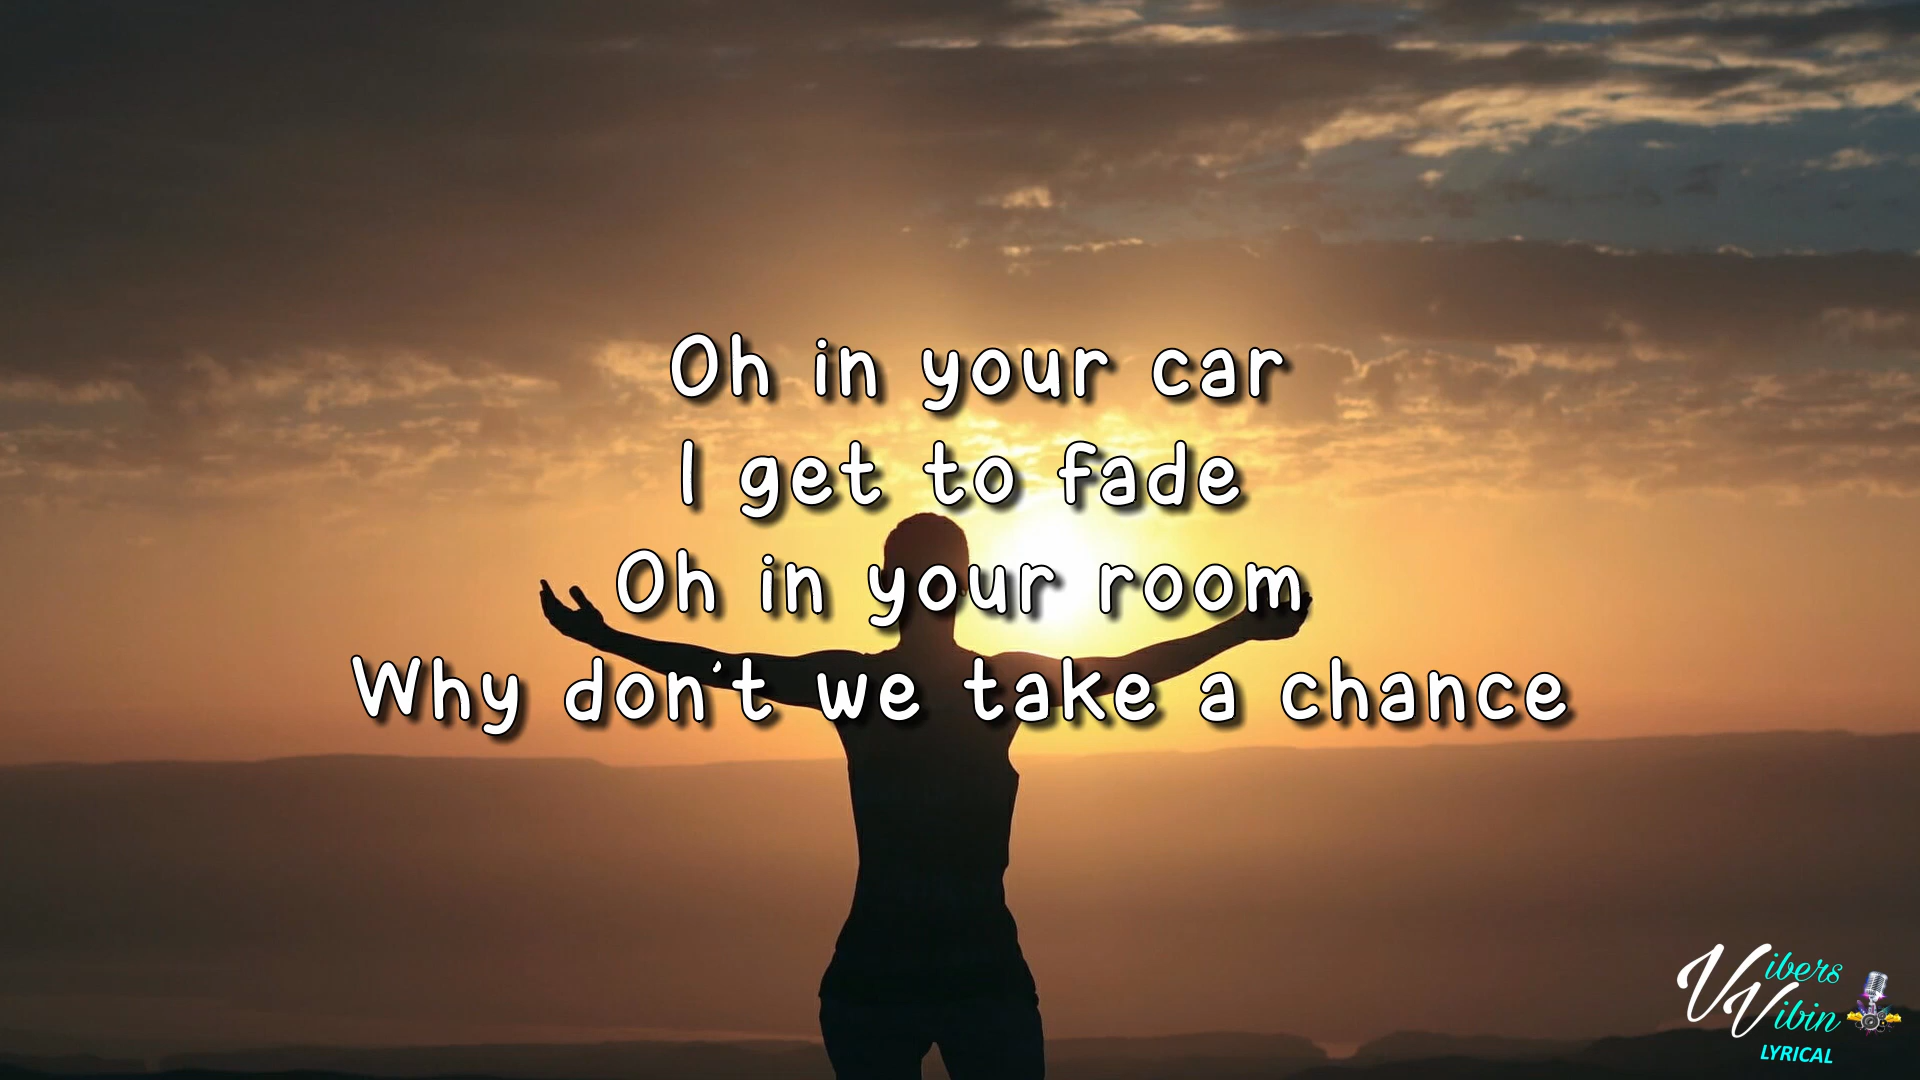 Oh in your car
I get to fade
Oh in your room
Why don't we take a chance
Vibers
Vibin
LYRICAL